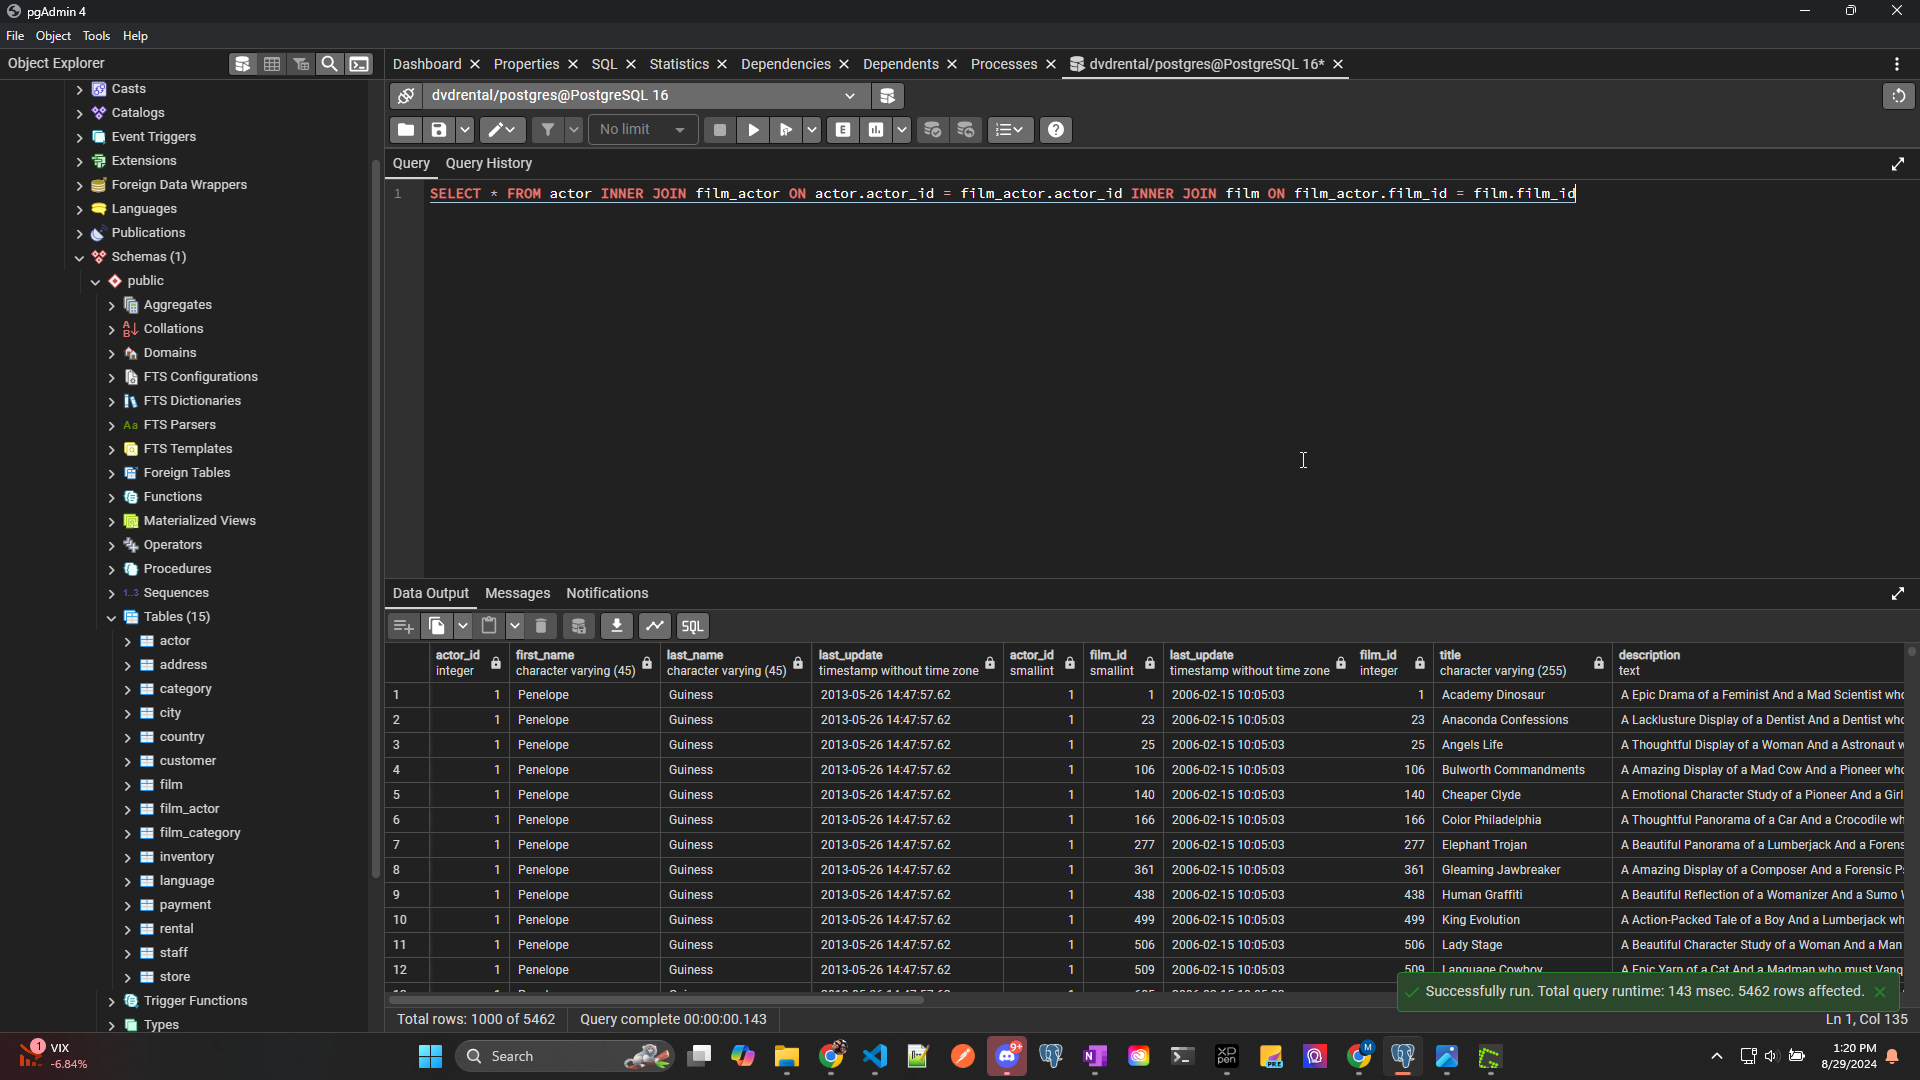 pgAdmin 4
File Object Tools Help
Object Explorer
Dashboard Properties SQL Statistics Dependencies Dependents Processes dvdrental/postgres@PostgreSQL 16*
dvdrental/postgres@PostgreSQL 16
No limit
Query Query History
1 SELECT * FROM actor INNER JOIN film_actor ON actor.actor_id = film_actor.actor_id INNER JOIN film ON film_actor.film_id = film.film_id
Casts
Catalogs
Event Triggers
Extensions
Foreign Data Wrappers
Languages
Publications
Schemas (1)
public
Aggregates
Collations
Domains
FTS Configurations
FTS Dictionaries
FTS Parsers
FTS Templates
Foreign Tables
Functions
Materialized Views
Operators
Procedures
Sequences
Tables (15)
actor
address
category
city
country
customer
film
film_actor
film_category
inventory
language
payment
rental
staff
store
Trigger Functions
Types
Data Output Messages Notifications
SQL
actor_id first_name last_name last_update actor_id film_id last_update film_id title description
integer character varying (45) character varying (45) timestamp without time zone smallint smallint timestamp without time zone integer character varying (255) text
1 1 Penelope Guiness 2013-05-26 14:47:57.62 1 1 2006-02-15 10:05:03 1 Academy Dinosaur A Epic Drama of a Feminist And a Mad Scientist who
2 1 Penelope Guiness 2013-05-26 14:47:57.62 1 23 2006-02-15 10:05:03 23 Anaconda Confessions A Lacklusture Display of a Dentist And a Dentist who
3 1 Penelope Guiness 2013-05-26 14:47:57.62 1 25 2006-02-15 10:05:03 25 Angels Life A Thoughtful Display of a Woman And a Astronaut w
4 1 Penelope Guiness 2013-05-26 14:47:57.62 1 106 2006-02-15 10:05:03 106 Bulworth Commandments A Amazing Display of a Mad Cow And a Pioneer who
5 1 Penelope Guiness 2013-05-26 14:47:57.62 1 140 2006-02-15 10:05:03 140 Cheaper Clyde A Emotional Character Study of a Pioneer And a Girl
6 1 Penelope Guiness 2013-05-26 14:47:57.62 1 166 2006-02-15 10:05:03 166 Color Philadelphia A Thoughtful Panorama of a Car And a Crocodile wh
7 1 Penelope Guiness 2013-05-26 14:47:57.62 1 277 2006-02-15 10:05:03 277 Elephant Trojan A Beautiful Panorama of a Lumberjack And a Forens
8 1 Penelope Guiness 2013-05-26 14:47:57.62 1 361 2006-02-15 10:05:03 361 Gleaming Jawbreaker A Amazing Display of a Composer And a Forensic P
9 1 Penelope Guiness 2013-05-26 14:47:57.62 1 438 2006-02-15 10:05:03 438 Human Graffiti A Beautiful Reflection of a Womanizer And a Sumo
10 1 Penelope Guiness 2013-05-26 14:47:57.62 1 499 2006-02-15 10:05:03 499 King Evolution A Action-Packed Tale of a Boy And a Lumberjack wh
11 1 Penelope Guiness 2013-05-26 14:47:57.62 1 506 2006-02-15 10:05:03 506 Lady Stage A Beautiful Character Study of a Woman And a Man
12 1 Penelope Guiness 2013-05-26 14:47:57.62 1 509 2006-02-15 10:05:03 509 Language Cowboy A Epic Yarn of a Cat And a Madman who must Vanq
Successfully run. Total query runtime: 143 msec. 5462 rows affected.
Total rows: 1000 of 5462 Query complete 00:00:00.143 Ln 1, Col 135
1 VIX
-6.84%
Search
9+
1:20 PM
8/29/2024